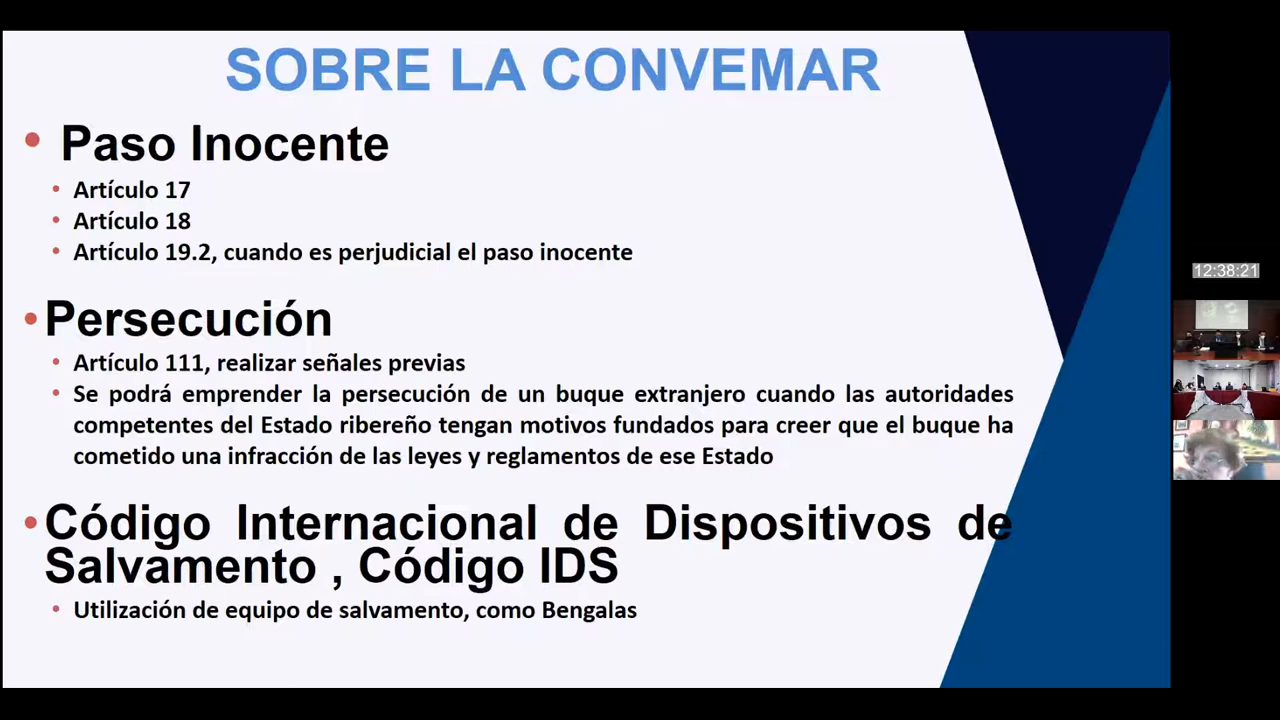 SOBRE LA CONVEMAR
• Paso Inocente
• Artículo 17
• Artículo 18
• Artículo 19.2, cuando es perjudicial el paso inocente
• Persecución
• Artículo 111, realizar señales previas
• Se podrá emprender la persecución de un buque extranjero cuando las autoridades
competentes del Estado ribereño tengan motivos fundados para creer que el buque ha
cometido una infracción de las leyes y reglamentos de ese Estado
• Código Internacional de Dispositivos de
Salvamento , Código IDS
• Utilización de equipo de salvamento, como Bengalas
12:38:21